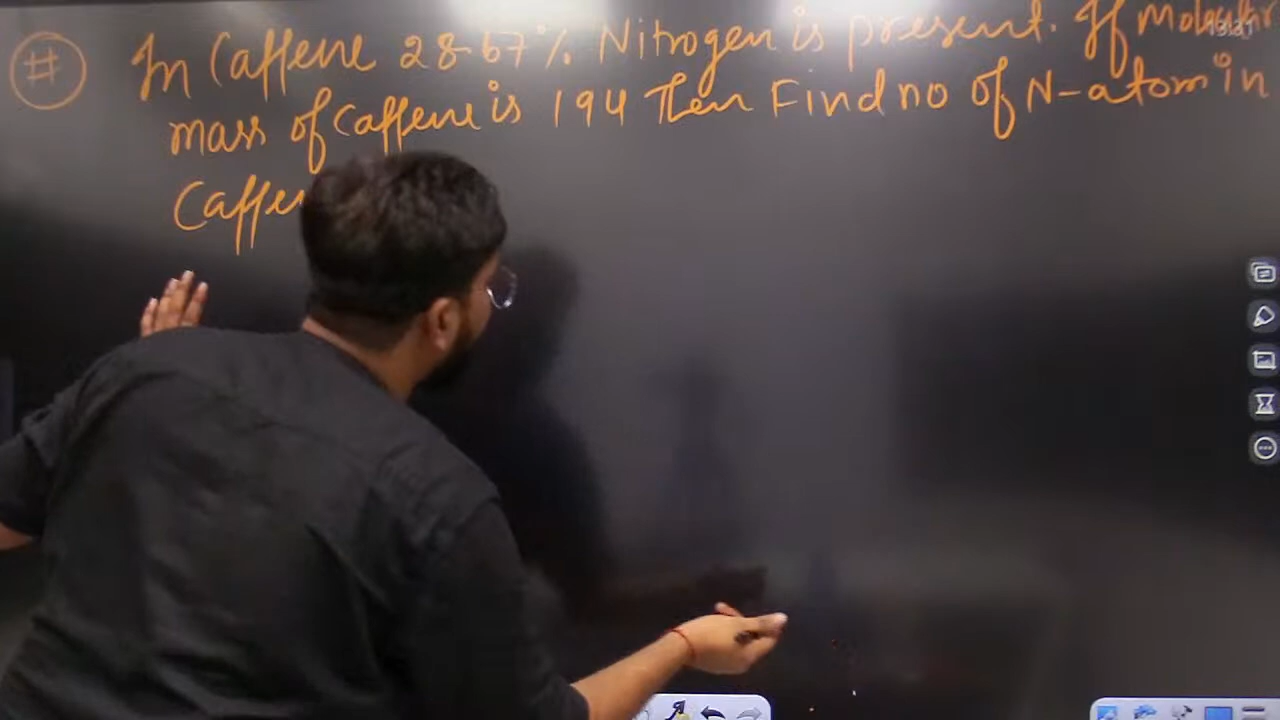 # In Caffene 28.67% Nitrogen is present. If Molecular
mass of caffene is 194 Then Find no of N-atom in
Caffe